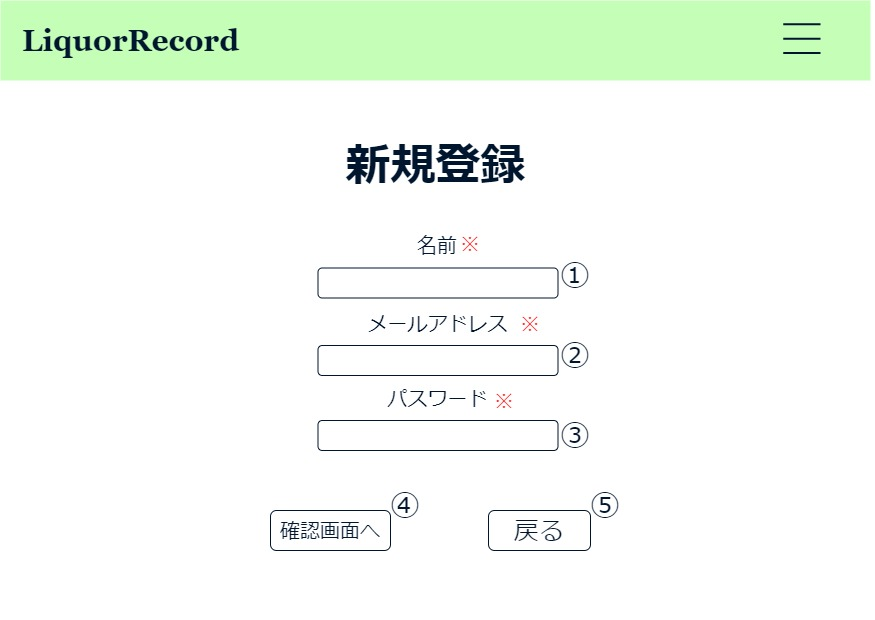 LiquorRecord
新規登録
名前※
①
メールアドレス ※
②
パスワード ※
③
④ ⑤
確認画面へ 戻る